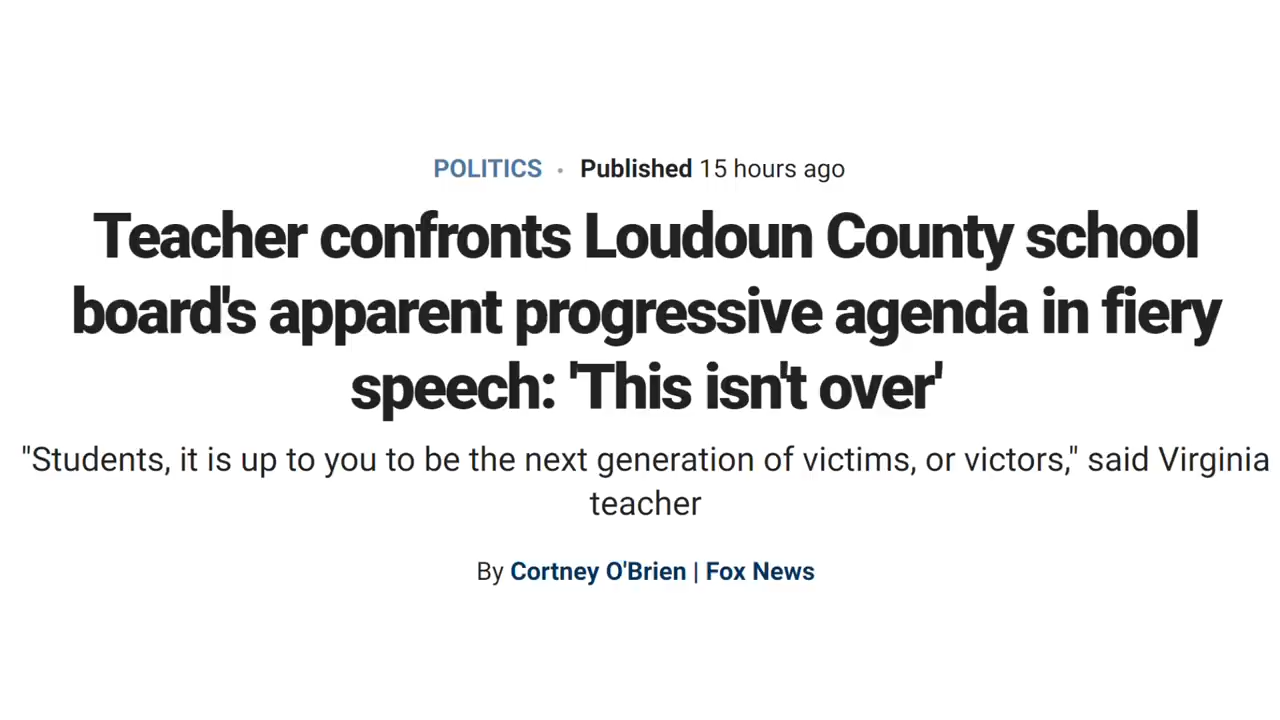 POLITICS • Published 15 hours ago
Teacher confronts Loudoun County school
board's apparent progressive agenda in fiery
speech: 'This isn't over'
"Students, it is up to you to be the next generation of victims, or victors," said Virginia
teacher
By Cortney O'Brien | Fox News